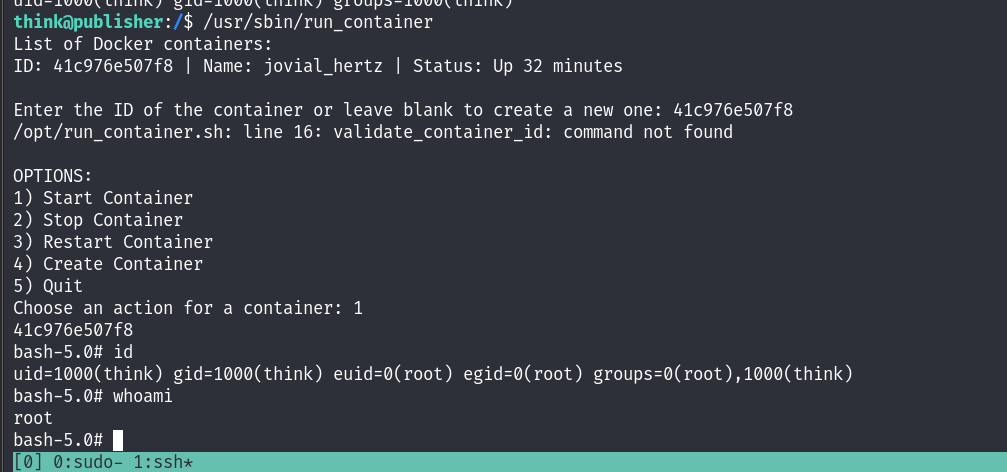 uid=1000(think) gid=1000(think) groups=1000(think)
think@publisher:/$ /usr/sbin/run_container
List of Docker containers:
ID: 41c976e507f8 | Name: jovial_hertz | Status: Up 32 minutes

Enter the ID of the container or leave blank to create a new one: 41c976e507f8
/opt/run_container.sh: line 16: validate_container_id: command not found

OPTIONS:
1) Start Container
2) Stop Container
3) Restart Container
4) Create Container
5) Quit
Choose an action for a container: 1
41c976e507f8
bash-5.0# id
uid=1000(think) gid=1000(think) euid=0(root) egid=0(root) groups=0(root),1000(think)
bash-5.0# whoami
root
bash-5.0#
[0] 0:sudo- 1:ssh*